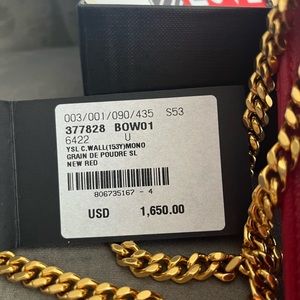 003/001/090/435 S53
377828 BOW01
6422 U
YSL C.WALL(153Y)MONO
GRAIN DE POUDRE SL
NEW RED
806735167 - 4
USD 1,650.00